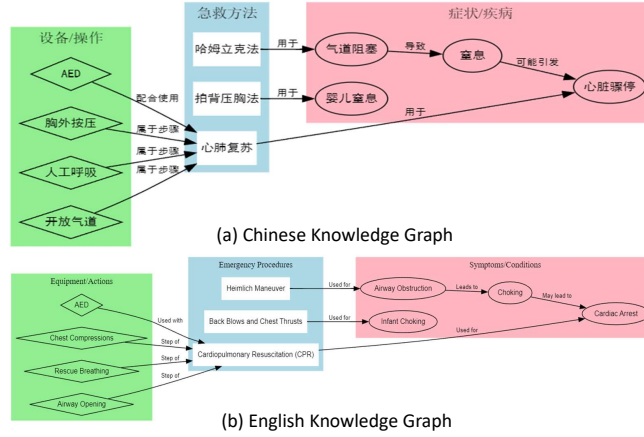 设备/操作
急救方法
症状/疾病
AED
胸外按压
人工呼吸
开放气道
配合使用
属于步骤
属于步骤
属于步骤
哈姆立克法
拍背压胸法
心肺复苏
用于
用于
用于
气道阻塞
导致
窒息
可能引发
婴儿窒息
心脏骤停
(a) Chinese Knowledge Graph
Equipment/Actions
Emergency Procedures
Symptoms/Conditions
AED
Chest Compressions
Rescue Breathing
Airway Opening
Used with
Step of
Step of
Step of
Heimlich Maneuver
Back Blows and Chest Thrusts
Cardiopulmonary Resuscitation (CPR)
Used for
Used for
Used for
Airway Obstruction
Leads to
Choking
May lead to
Infant Choking
Cardiac Arrest
(b) English Knowledge Graph